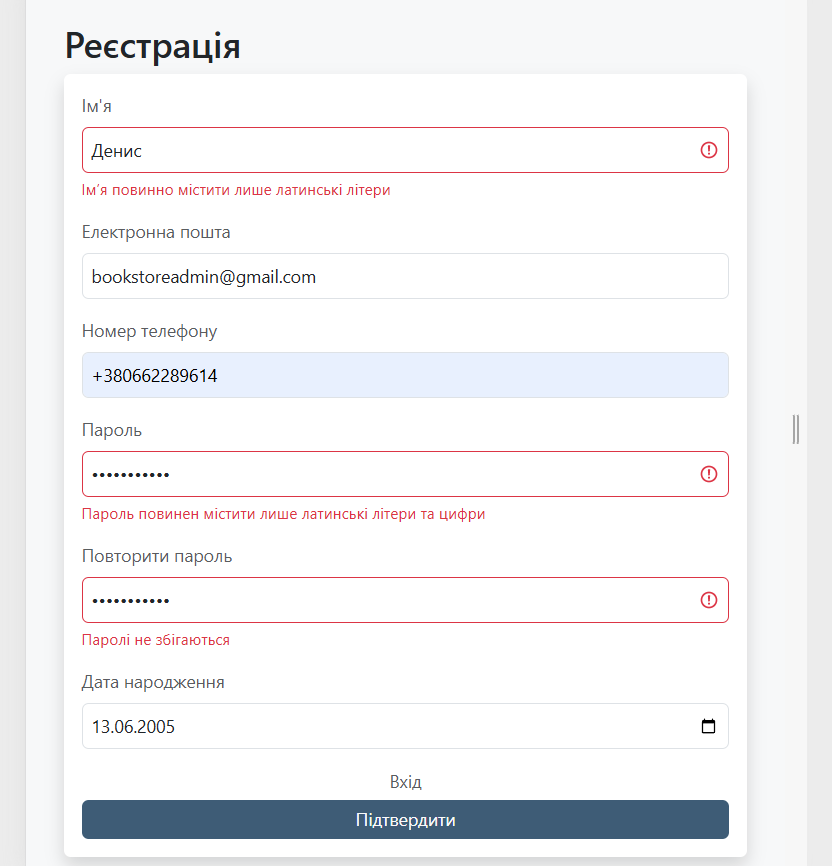 Реєстрація
Ім'я
Денис
Ім’я повинно містити лише латинські літери
Електронна пошта
bookstoreadmin@gmail.com
Номер телефону
+380662289614
Пароль
•••••••••••
Пароль повинен містити лише латинські літери та цифри
Повторити пароль
•••••••••••
Паролі не збігаються
Дата народження
13.06.2005
Вхід
Підтвердити